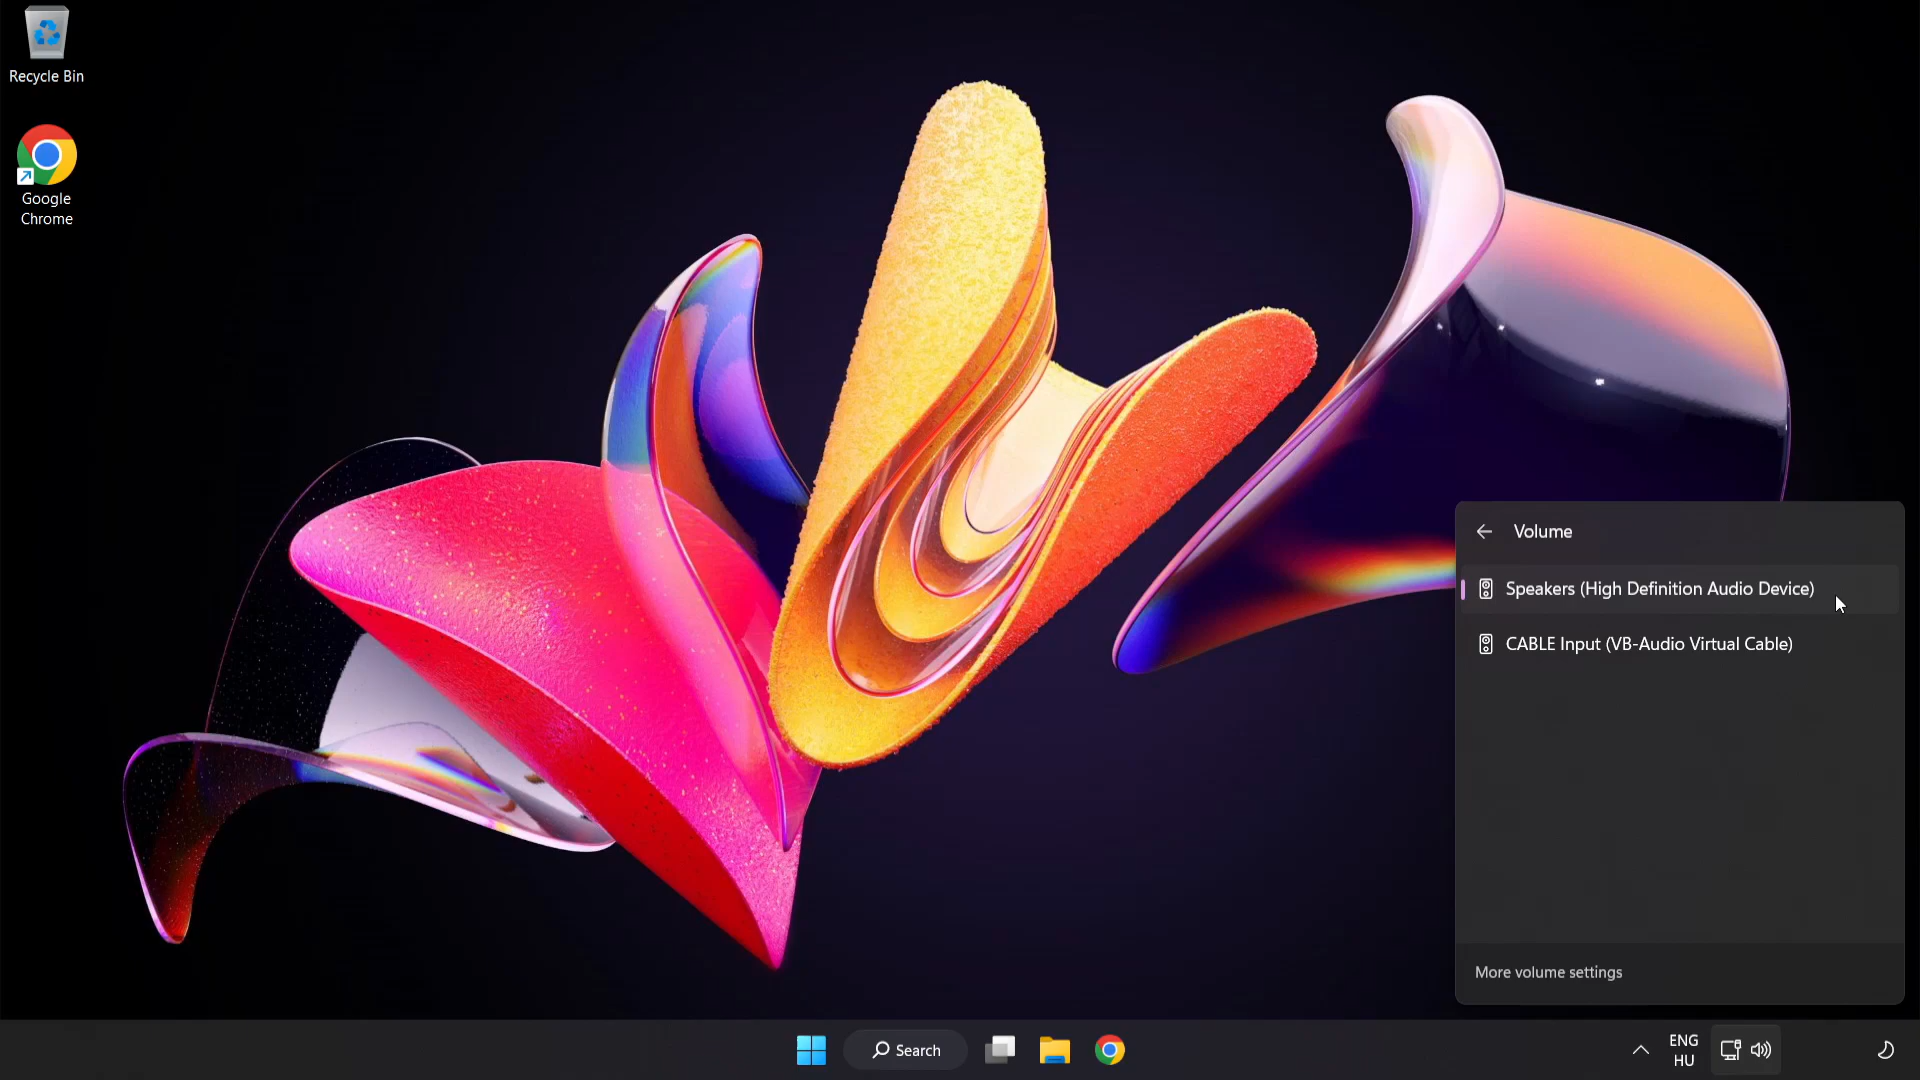 Recycle Bin
Google
Chrome
Volume
Speakers (High Definition Audio Device)
CABLE Input (VB-Audio Virtual Cable)
More volume settings
Search
ENG
HU